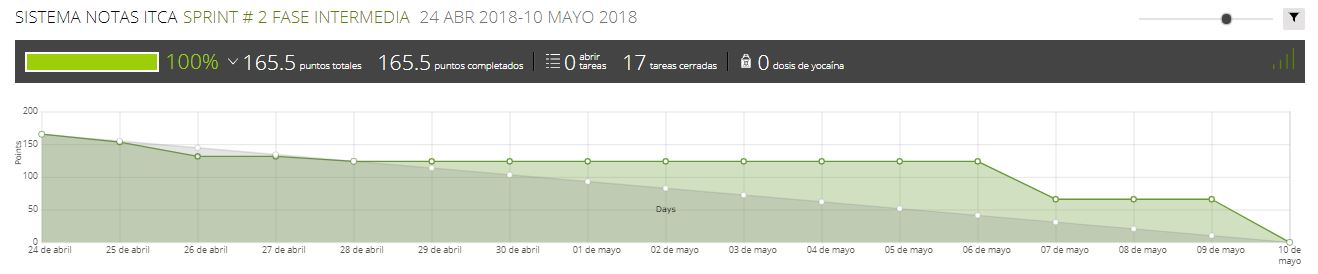 SISTEMA NOTAS ITCA SPRINT # 2 FASE INTERMEDIA 24 ABR 2018-10 MAYO 2018
100% 165.5 puntos totales 165.5 puntos completados 0 abrir tareas 17 tareas cerradas 0 dosis de yocaína
200
150
100
50
0
Points
Days
24 de abril 25 de abril 26 de abril 27 de abril 28 de abril 29 de abril 30 de abril 01 de mayo 02 de mayo 03 de mayo 04 de mayo 05 de mayo 06 de mayo 07 de mayo 08 de mayo 09 de mayo 10 de mayo